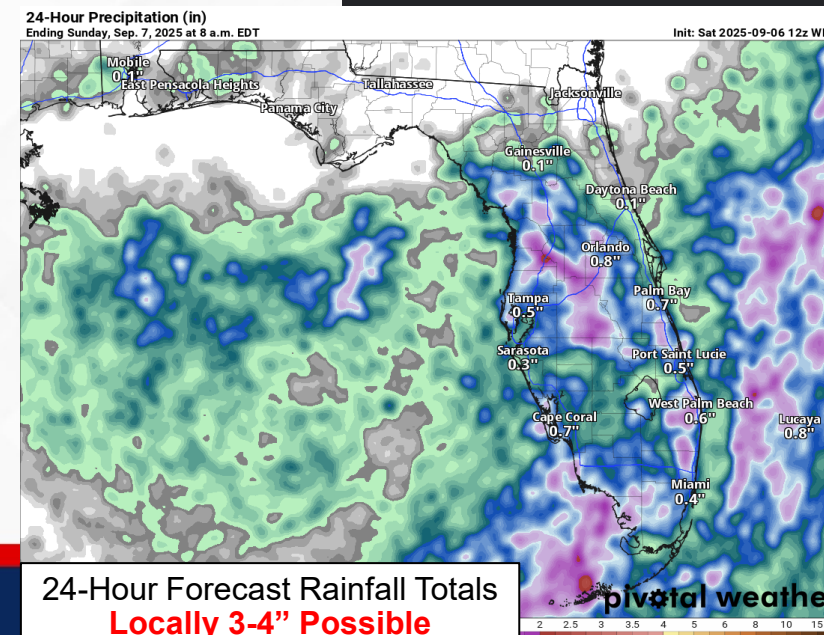 24-Hour Precipitation (in)
Ending Sunday, Sep. 7, 2025 at 8 a.m. EDT
Init: Sat 2025-09-06 12z
Mobile
0.1"
East Pensacola Heights
Tallahassee
Jacksonville
Panama City
Gainesville
0.1"
Daytona Beach
0.1"
Orlando
0.8"
Palm Bay
0.7"
Tampa
0.5"
Sarasota
0.3"
Port Saint Lucie
0.5"
West Palm Beach
0.6"
Cape Coral
0.7"
Lucaya
0.8"
Miami
0.4"
24-Hour Forecast Rainfall Totals
Locally 3-4” Possible
pivotal weathe
2 2.5 3 3.5 4 5 6 8 10 15